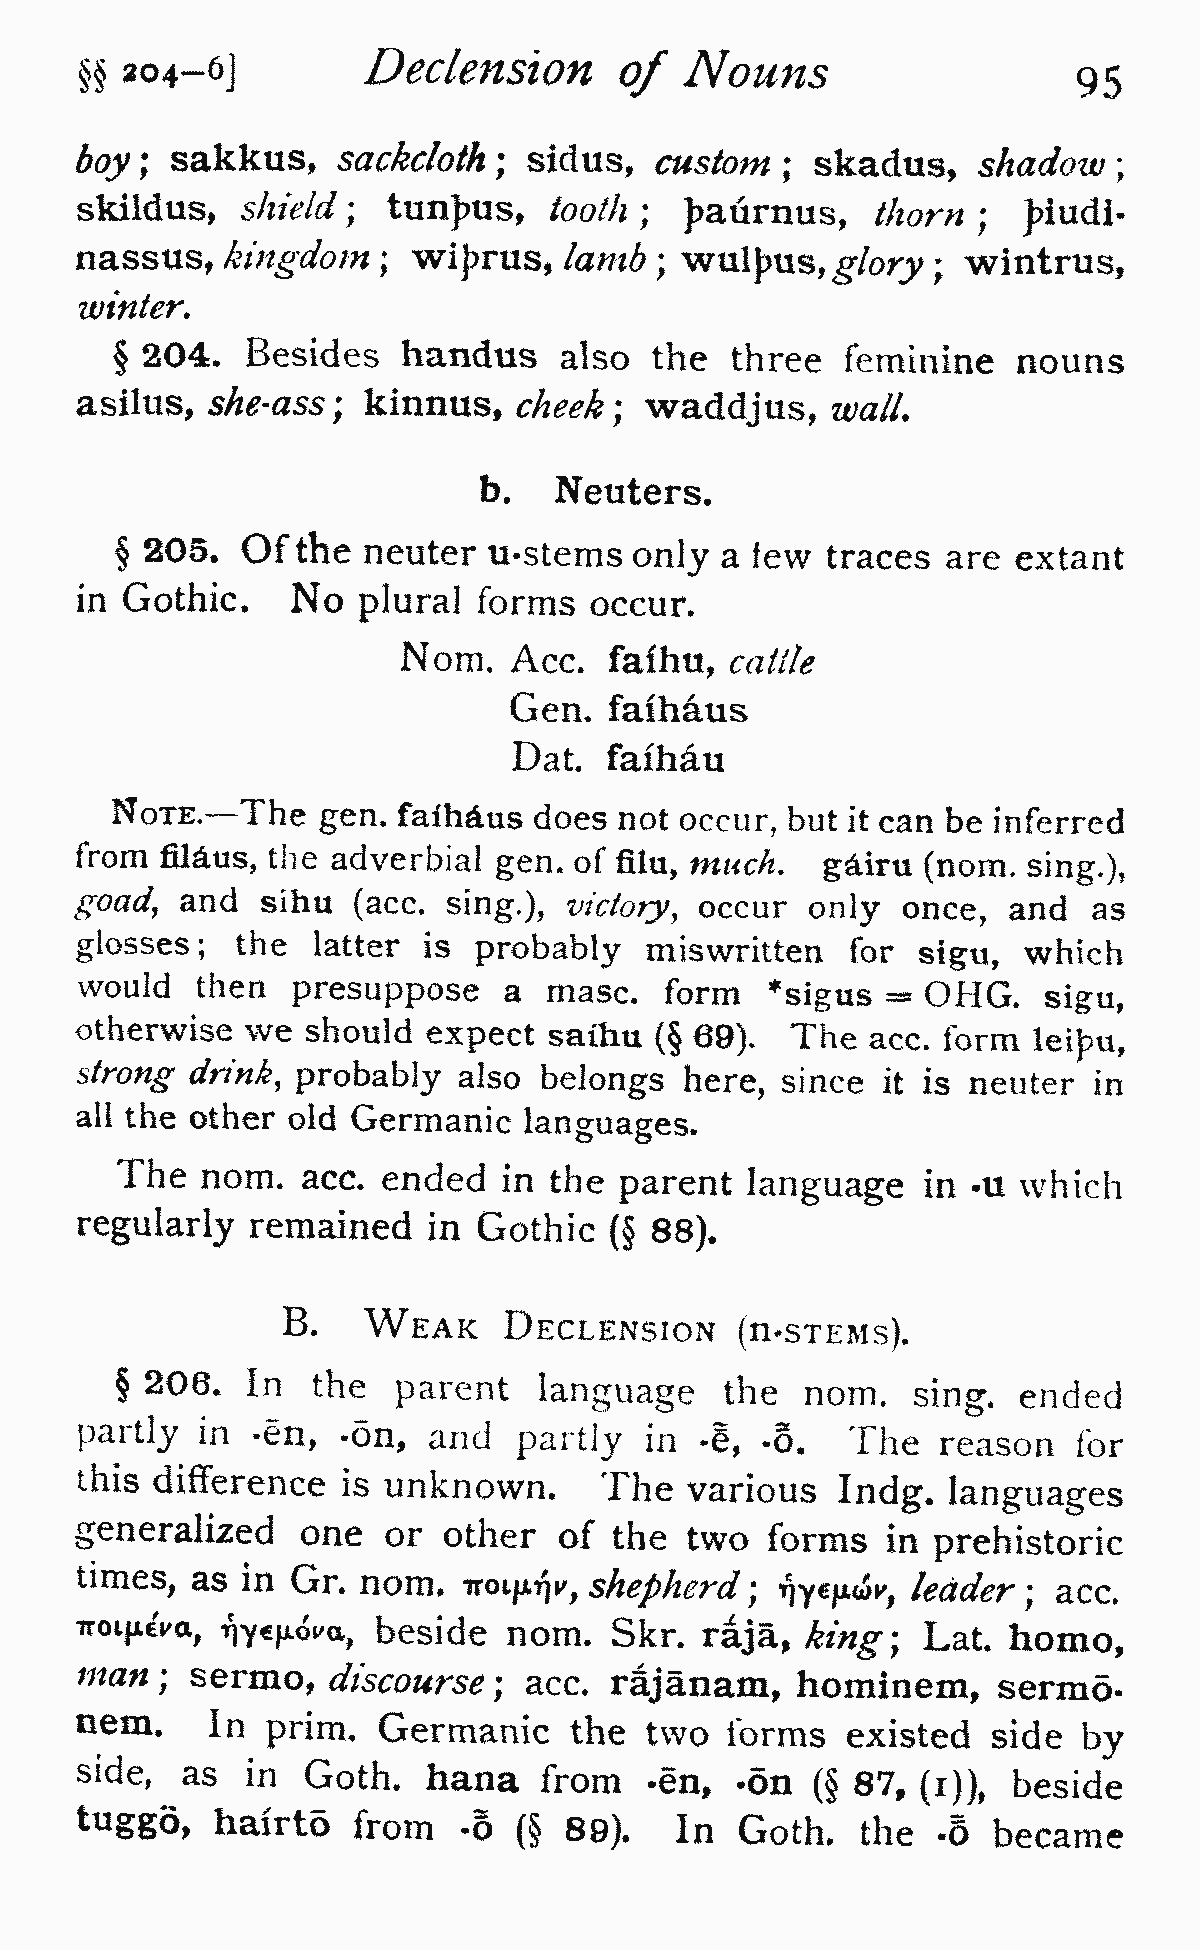 §§ 204–6] Declension of Nouns 95
boy; sakkus, sackcloth; sidus, custom; skadus, shadow;
skildus, shield; tunþus, tooth; þaúrnus, thorn; þiudi-
nassus, kingdom; wiþrus, lamb; wulþus, glory; wintrus,
winter.
§ 204. Besides handus also the three feminine nouns
asilus, she-ass; kinnus, cheek; waddjus, wall.
b. Neuters.
§ 205. Of the neuter u-stems only a few traces are extant
in Gothic. No plural forms occur.
Nom. Acc. faíhu, cattle
Gen. faíháus
Dat. faíháu
NOTE.—The gen. faíháus does not occur, but it can be inferred
from filáus, the adverbial gen. of filu, much. gáiru (nom. sing.),
goad, and sihu (acc. sing.), victory, occur only once, and as
glosses; the latter is probably miswritten for sigu, which
would then presuppose a masc. form *sigus = OHG. sigu,
otherwise we should expect saíhu (§ 69). The acc. form leiþu,
strong drink, probably also belongs here, since it is neuter in
all the other old Germanic languages.
The nom. acc. ended in the parent language in -u which
regularly remained in Gothic (§ 88).
B. WEAK DECLENSION (n-STEMS).
§ 206. In the parent language the nom. sing. ended
partly in -ēn, -ōn, and partly in -ē̃, -ō̃. The reason for
this difference is unknown. The various Indg. languages
generalized one or other of the two forms in prehistoric
times, as in Gr. nom. ποιμήν, shepherd; ἡγεμών, leader; acc.
ποιμένα, ἡγεμόνα, beside nom. Skr. rā́jā, king; Lat. homo,
man; sermo, discourse; acc. rā́jānam, hominem, sermō-
nem. In prim. Germanic the two forms existed side by
side, as in Goth. hana from -ēn, -ōn (§ 87, (1)), beside
tuggō, haírtō from -ō̃ (§ 89). In Goth. the -ō̃ became